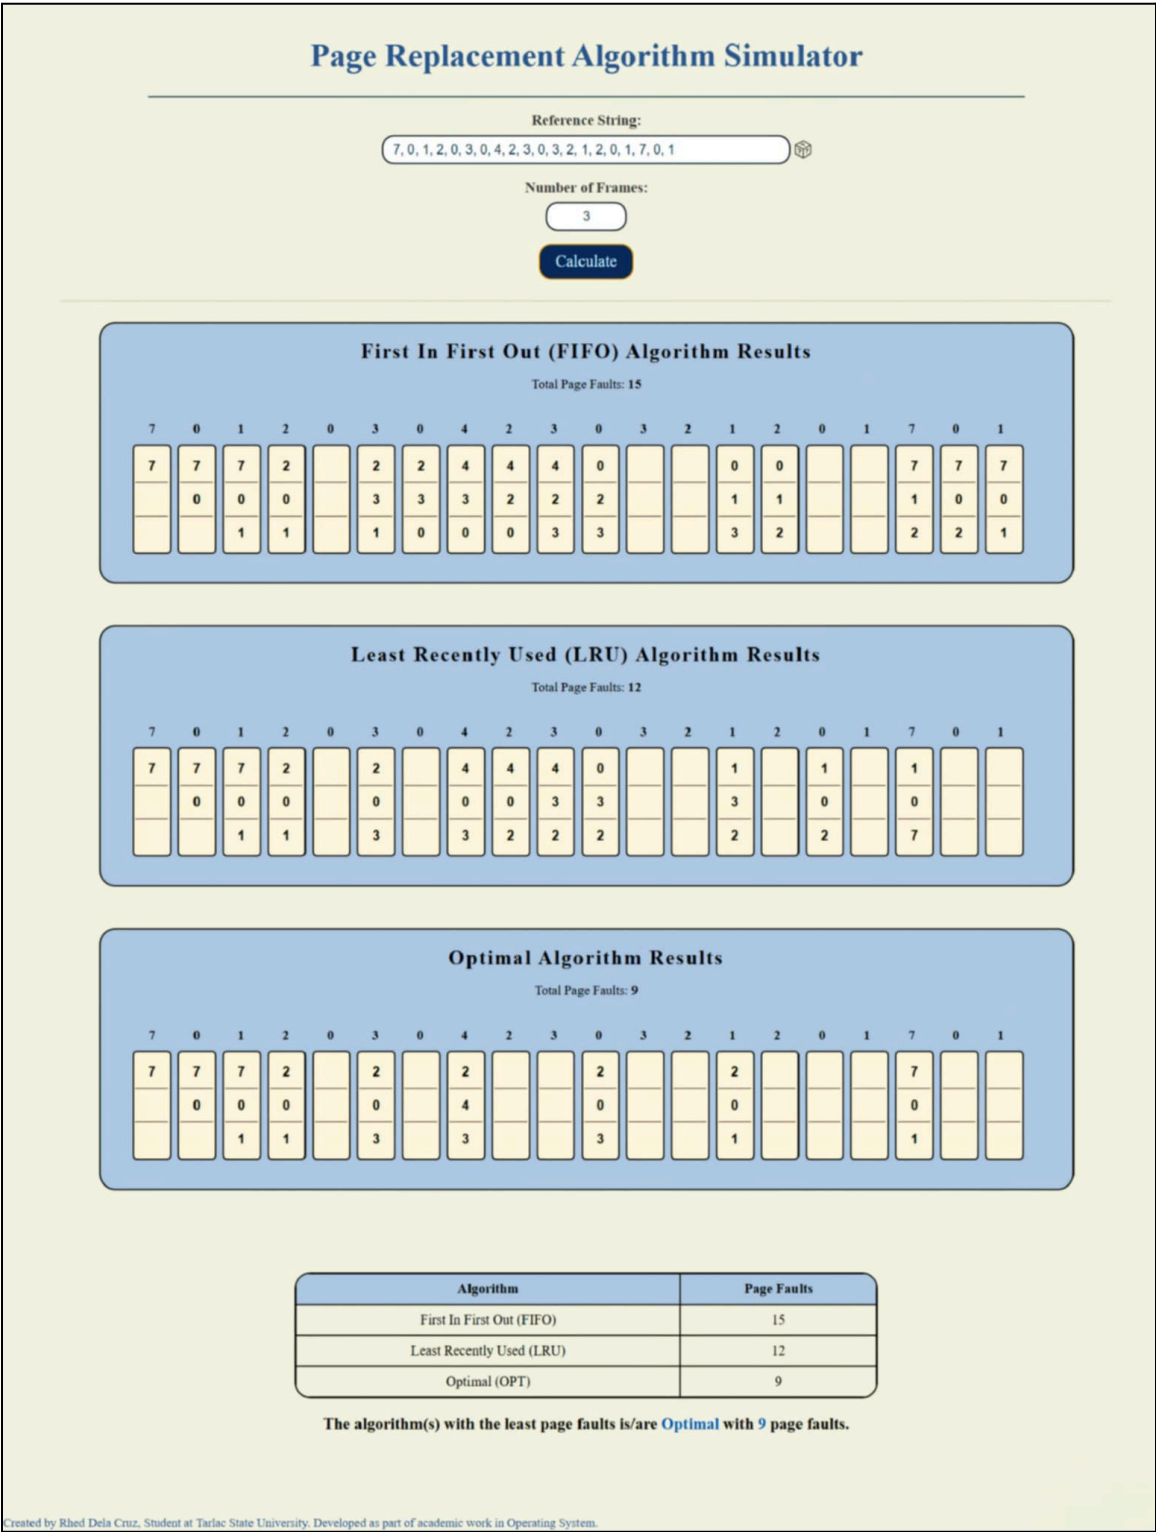 Page Replacement Algorithm Simulator
Reference String:
7, 0, 1, 2, 0, 3, 0, 4, 2, 3, 0, 3, 2, 1, 2, 0, 1, 7, 0, 1
Number of Frames:
3
Calculate
First In First Out (FIFO) Algorithm Results
Total Page Faults: 15
7 0 1 2 0 3 0 4 2 3 0 3 2 1 2 0 1 7 0 1
7 7 7 2 2 2 4 4 4 0 0 0 7 7 7
0 0 0 3 3 3 2 2 2 1 1 1 0 0
1 1 1 0 0 0 3 3 3 2 2 2 1
Least Recently Used (LRU) Algorithm Results
Total Page Faults: 12
7 0 1 2 0 3 0 4 2 3 0 3 2 1 2 0 1 7 0 1
7 7 7 2 2 4 4 4 0 1 1 1
0 0 0 0 0 0 3 3 3 0 0
1 1 3 3 2 2 2 2 2 7
Optimal Algorithm Results
Total Page Faults: 9
7 0 1 2 0 3 0 4 2 3 0 3 2 1 2 0 1 7 0 1
7 7 7 2 2 2 2 2 7
0 0 0 0 4 0 0 0
1 1 3 3 3 1 1
Algorithm Page Faults
First In First Out (FIFO) 15
Least Recently Used (LRU) 12
Optimal (OPT) 9
The algorithm(s) with the least page faults is/are Optimal with 9 page faults.
Created by Rhed Dela Cruz, Student at Tarlac State University. Developed as part of academic work in Operating System.